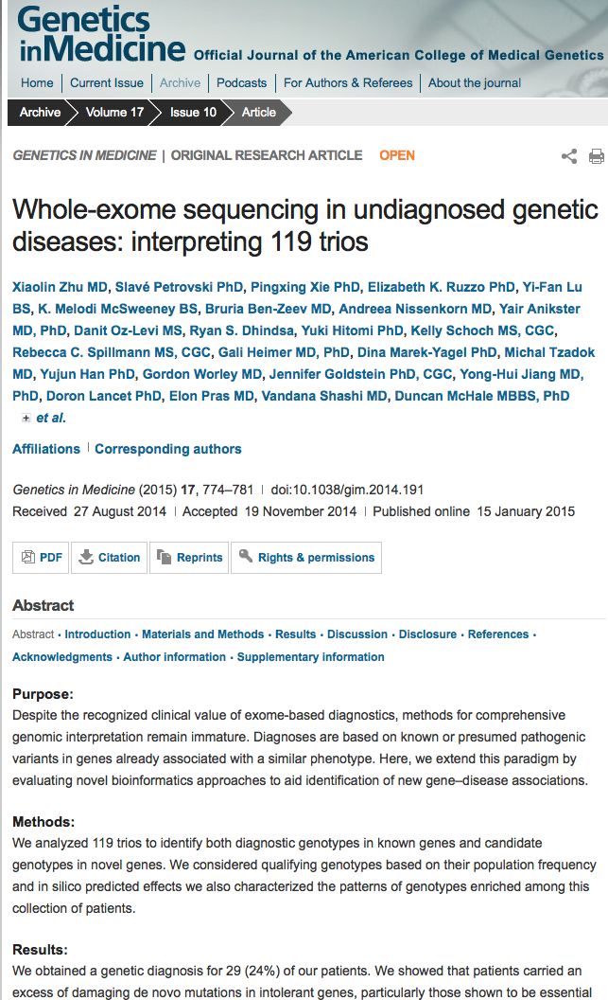 Genetics
inMedicine Official Journal of the American College of Medical Genetics
Home Current Issue Archive Podcasts For Authors & Referees About the journal
Archive Volume 17 Issue 10 Article
GENETICS IN MEDICINE | ORIGINAL RESEARCH ARTICLE OPEN
Whole-exome sequencing in undiagnosed genetic
diseases: interpreting 119 trios
Xiaolin Zhu MD, Slavé Petrovski PhD, Pingxing Xie PhD, Elizabeth K. Ruzzo PhD, Yi-Fan Lu
BS, K. Melodi McSweeney BS, Bruria Ben-Zeev MD, Andreea Nissenkorn MD, Yair Anikster
MD, PhD, Danit Oz-Levi MS, Ryan S. Dhindsa, Yuki Hitomi PhD, Kelly Schoch MS, CGC,
Rebecca C. Spillmann MS, CGC, Gali Heimer MD, PhD, Dina Marek-Yagel PhD, Michal Tzadok
MD, Yujun Han PhD, Gordon Worley MD, Jennifer Goldstein PhD, CGC, Yong-Hui Jiang MD,
PhD, Doron Lancet PhD, Elon Pras MD, Vandana Shashi MD, Duncan McHale MBBS, PhD
+ et al.
Affiliations | Corresponding authors
Genetics in Medicine (2015) 17, 774–781 | doi:10.1038/gim.2014.191
Received 27 August 2014 | Accepted 19 November 2014 | Published online 15 January 2015
PDF Citation Reprints Rights & permissions
Abstract
Abstract • Introduction • Materials and Methods • Results • Discussion • Disclosure • References •
Acknowledgments • Author information • Supplementary information
Purpose:
Despite the recognized clinical value of exome-based diagnostics, methods for comprehensive
genomic interpretation remain immature. Diagnoses are based on known or presumed pathogenic
variants in genes already associated with a similar phenotype. Here, we extend this paradigm by
evaluating novel bioinformatics approaches to aid identification of new gene–disease associations.
Methods:
We analyzed 119 trios to identify both diagnostic genotypes in known genes and candidate
genotypes in novel genes. We considered qualifying genotypes based on their population frequency
and in silico predicted effects we also characterized the patterns of genotypes enriched among this
collection of patients.
Results:
We obtained a genetic diagnosis for 29 (24%) of our patients. We showed that patients carried an
excess of damaging de novo mutations in intolerant genes, particularly those shown to be essential